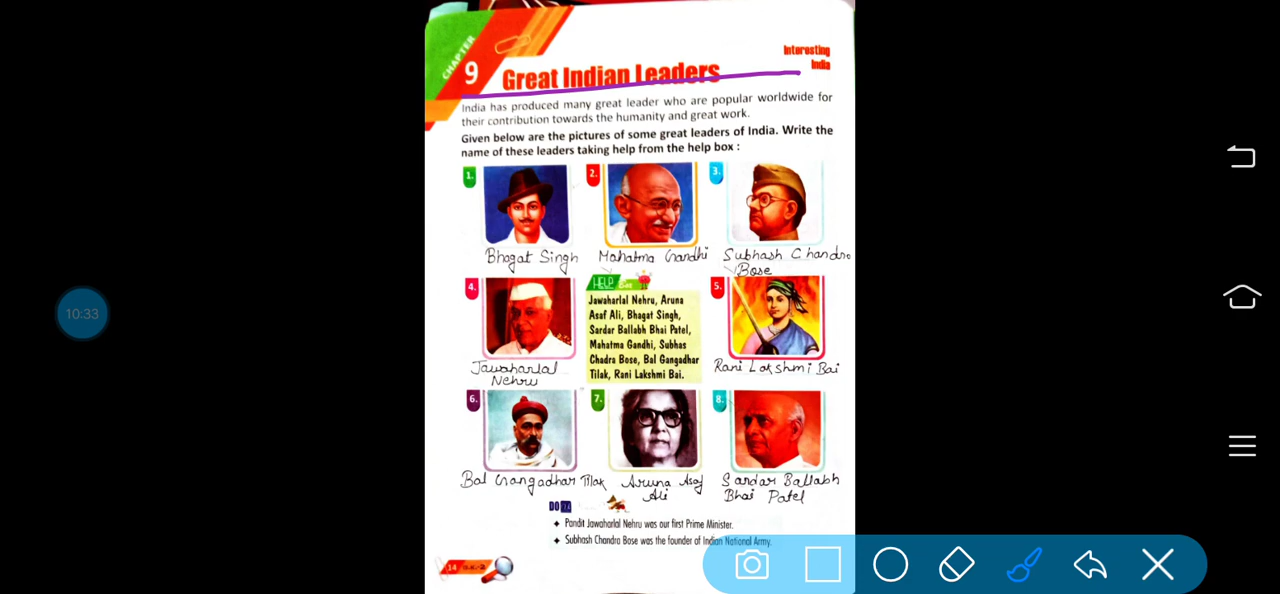 10:33
CHAPTER
9
Great Indian Leaders
Interesting
India
India has produced many great leader who are popular worldwide for
their contribution towards the humanity and great work.
Given below are the pictures of some great leaders of India. Write the
name of these leaders taking help from the help box :
1.
2.
3.
Bhagat Singh
Mahatma Gandhi
Subhash Chandra
Bose
4.
HELP Box
5.
Jawaharlal Nehru, Aruna
Asaf Ali, Bhagat Singh,
Sardar Ballabh Bhai Patel,
Mahatma Gandhi, Subhas
Chadra Bose, Bal Gangadhar
Tilak, Rani Lakshmi Bai.
Jawaharlal
Nehru
Rani Lakshmi Bai
6.
7.
8.
Bal Gangadhar Tilak
Aruna Asaf
Ali
Sardar Ballabh
Bhai Patel
DO
Pandit Jawaharlal Nehru was our first Prime Minister.
Subhash Chandra Bose was the founder of Indian National Army.
14 G.K.-2